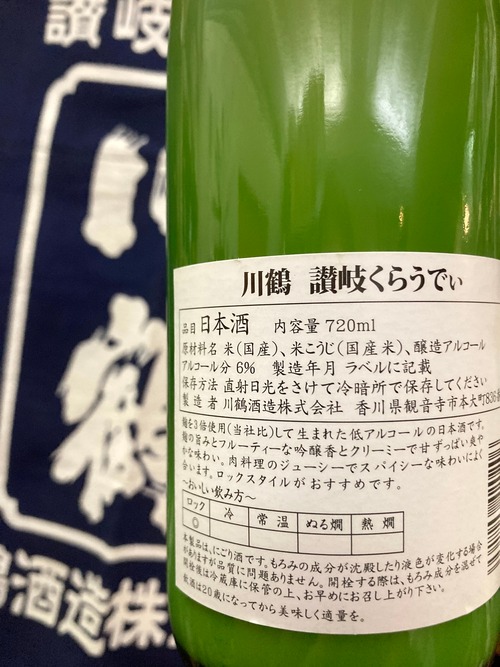 讃岐
川鶴
酒造株
川鶴 讃岐くらうでぃ
品目 日本酒 内容量 720ml
原材料名 米(国産)、米こうじ(国産米)、醸造アルコール
アルコール分 6% 製造年月 ラベルに記載
保存方法 直射日光をさけて冷暗所で保存してください
製造者 川鶴酒造株式会社 香川県観音寺市本大町836
麹を3倍使用(当社比)して生まれた低アルコールの日本酒です。
麹の旨みとフルーティーな吟醸香とクリーミーで甘ずっぱい爽や
かな味わい。肉料理のジューシーでスパイシーな味わいによく
合います。ロックスタイルがおすすめです。
〜おいしい飲み方〜
ロック 冷 常温 ぬる燗 熱燗
◎
本製品は、にごり酒です。もろみの成分が沈殿したり液色が変化する場合
がありますが品質に問題ありません。開栓する際は、もろみ成分を混ぜて
開栓後は冷蔵庫に保管の上、お早めにお召し上がり下さい。
飲酒は20歳になってから美味しく適量を。